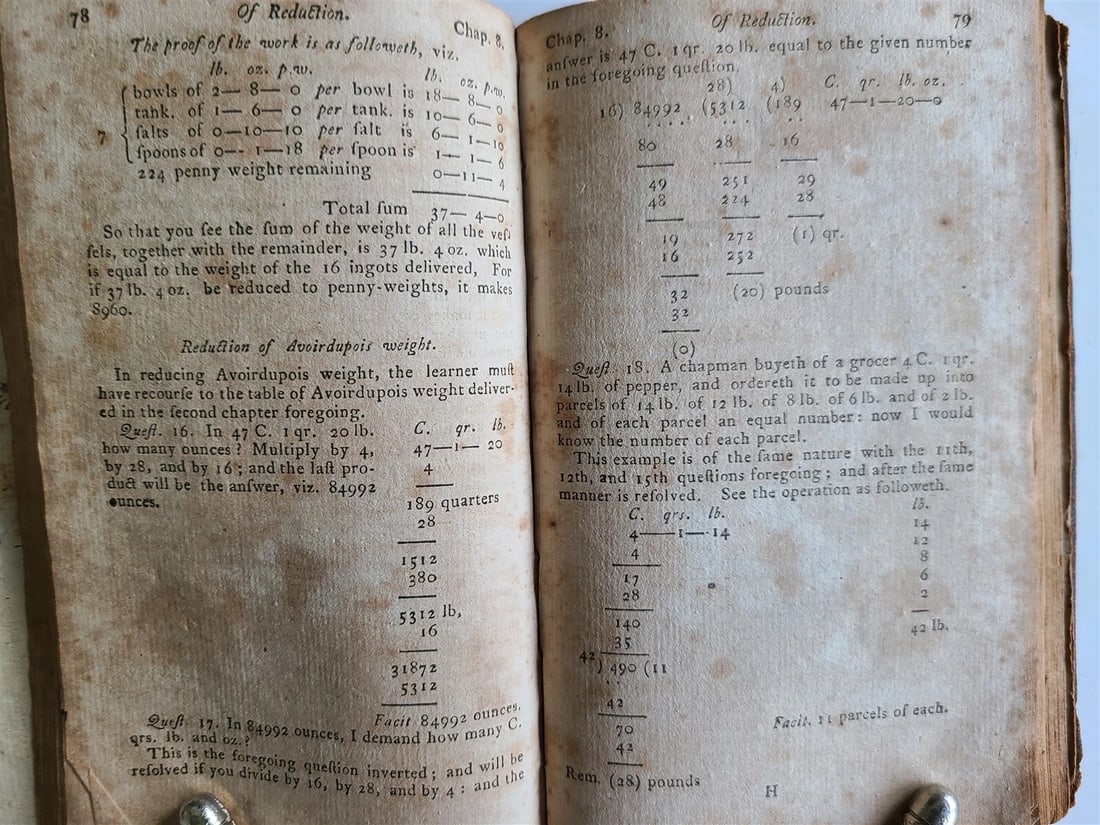 78 Of Reduction. Chap. 8.
The proof of the work is as followeth, viz.
lb. oz. p.w. lb. oz. p.w.
bowls of 2— 8— 0 per bowl is 18— 8— 0
tank. of 1— 6— 0 per tank. is 10— 6— 0
7 ſalts of 0—10—10 per ſalt is 6— 1—10
ſpoons of 0-- 1—18 per ſpoon is 1— 1— 6
224 penny weight remaining 0—11— 4
Total ſum 37— 4—0
So that you ſee the ſum of the weight of all the veſ
ſels, together with the remainder, is 37 lb. 4 oz. which
is equal to the weight of the 16 ingots delivered, For
if 37 lb. 4 oz. be reduced to penny-weights, it makes
8960.
Reduction of Avoirdupois weight.
In reducing Avoirdupois weight, the learner muſt
have recourſe to the table of Avoirdupois weight deliver-
ed in the ſecond chapter foregoing.
Queſt. 16. In 47 C. 1 qr. 20 lb. C. qr. lb.
how many ounces? Multiply by 4, 47—1— 20
by 28, and by 16; and the laſt pro- 4
duct will be the anſwer, viz. 84992
ounces. 189 quarters
28
1512
380
5312 lb,
16
31872
5312
Facit 84992 ounces.
Queſt. 17. In 84992 ounces, I demand how many C.
qrs. lb. and oz.?
This is the foregoing queſtion inverted; and will be
reſolved if you divide by 16, by 28, and by 4: and the
Chap. 8. Of Reduction. 79
anſwer is 47 C. 1 qr. 20 lb. equal to the given number
in the foregoing queſtion.
28) 4) C. qr. lb. oz.
16) 84992 (5312 (189 47—1—20—0
80 28 16
49 251 29
48 224 28
19 272 (1) qr.
16 252
32 (20) pounds
32
(0)
Queſt. 18. A chapman buyeth of a grocer 4 C. 1 qr.
14 lb. of pepper, and ordereth it to be made up into
parcels of 14 lb. of 12 lb. of 8 lb. of 6 lb. and of 2 lb.
and of each parcel an equal number: now I would
know the number of each parcel.
This example is of the ſame nature with the 11th,
12th, and 15th queſtions foregoing; and after the ſame
manner is reſolved. See the operation as followeth.
C. qrs. lb. lb.
4——1—-14 14
4 12
17 8
28 6
140 2
35 42 lb.
42) 490 (11
42
70 Facit, 11 parcels of each.
42
Rem. (28) pounds
H